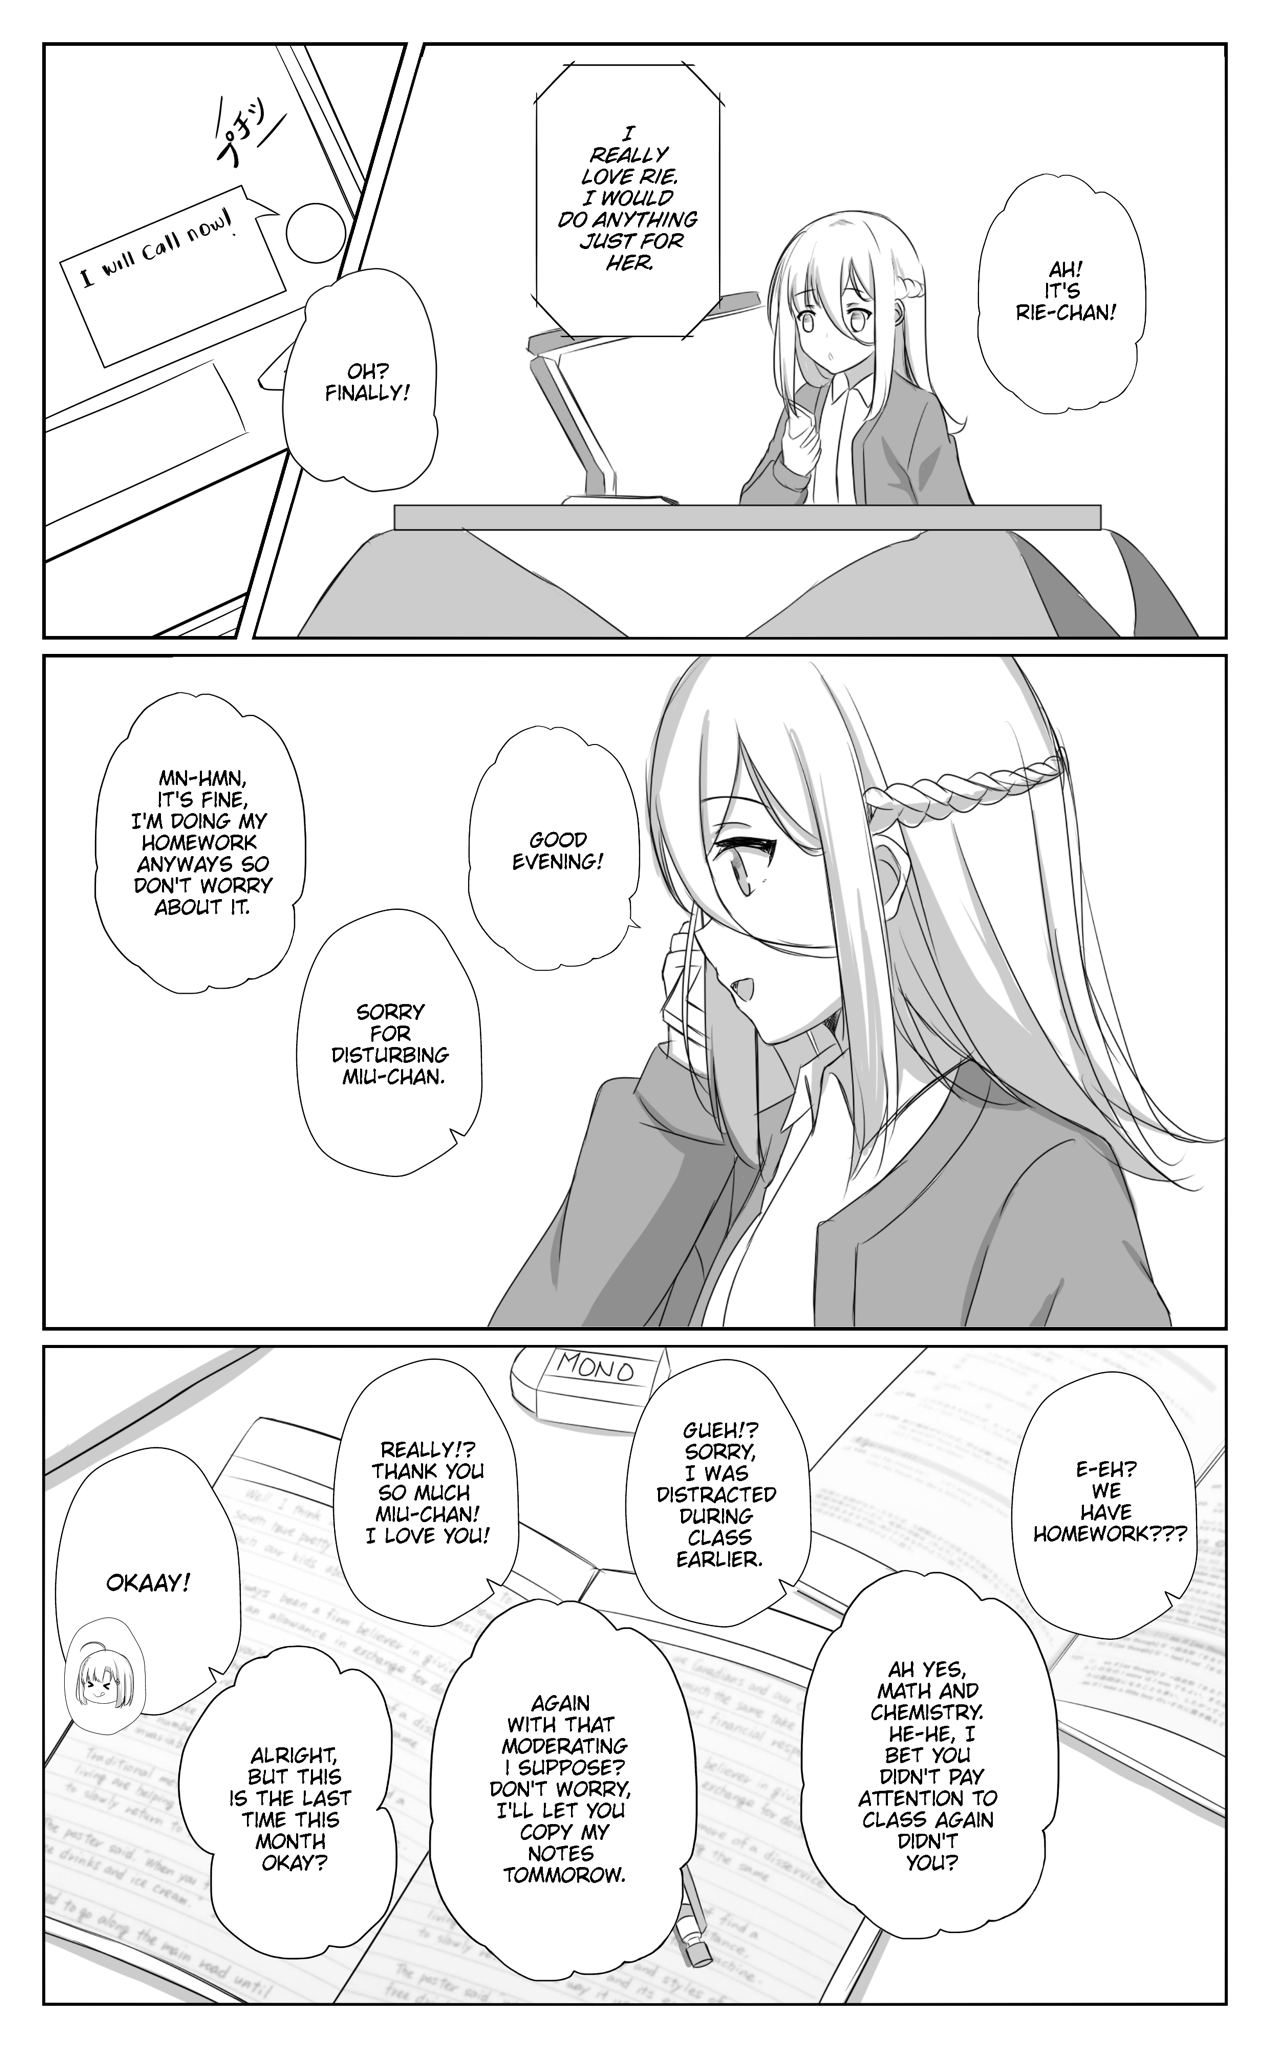 AH!
IT'S
RIE-CHAN!
I
REALLY
LOVE RIE.
I WOULD
DO ANYTHING
JUST FOR
HER.
プチッ
I will call now!
OH?
FINALLY!
GOOD
EVENING!
SORRY
FOR
DISTURBING
MIU-CHAN.
MN-HMN,
IT'S FINE,
I'M DOING MY
HOMEWORK
ANYWAYS SO
DON'T WORRY
ABOUT IT.
MONO
E-EH?
WE
HAVE
HOMEWORK???
AH YES,
MATH AND
CHEMISTRY.
HE-HE, I
BET YOU
DIDN'T PAY
ATTENTION TO
CLASS AGAIN
DIDN'T
YOU?
GUEH!?
SORRY,
I WAS
DISTRACTED
DURING
CLASS
EARLIER.
AGAIN
WITH THAT
MODERATING
I SUPPOSE?
DON'T WORRY,
I'LL LET YOU
COPY MY
NOTES
TOMMOROW.
REALLY!?
THANK YOU
SO MUCH
MIU-CHAN!
I LOVE YOU!
ALRIGHT,
BUT THIS
IS THE LAST
TIME THIS
MONTH
OKAY?
OKAAY!